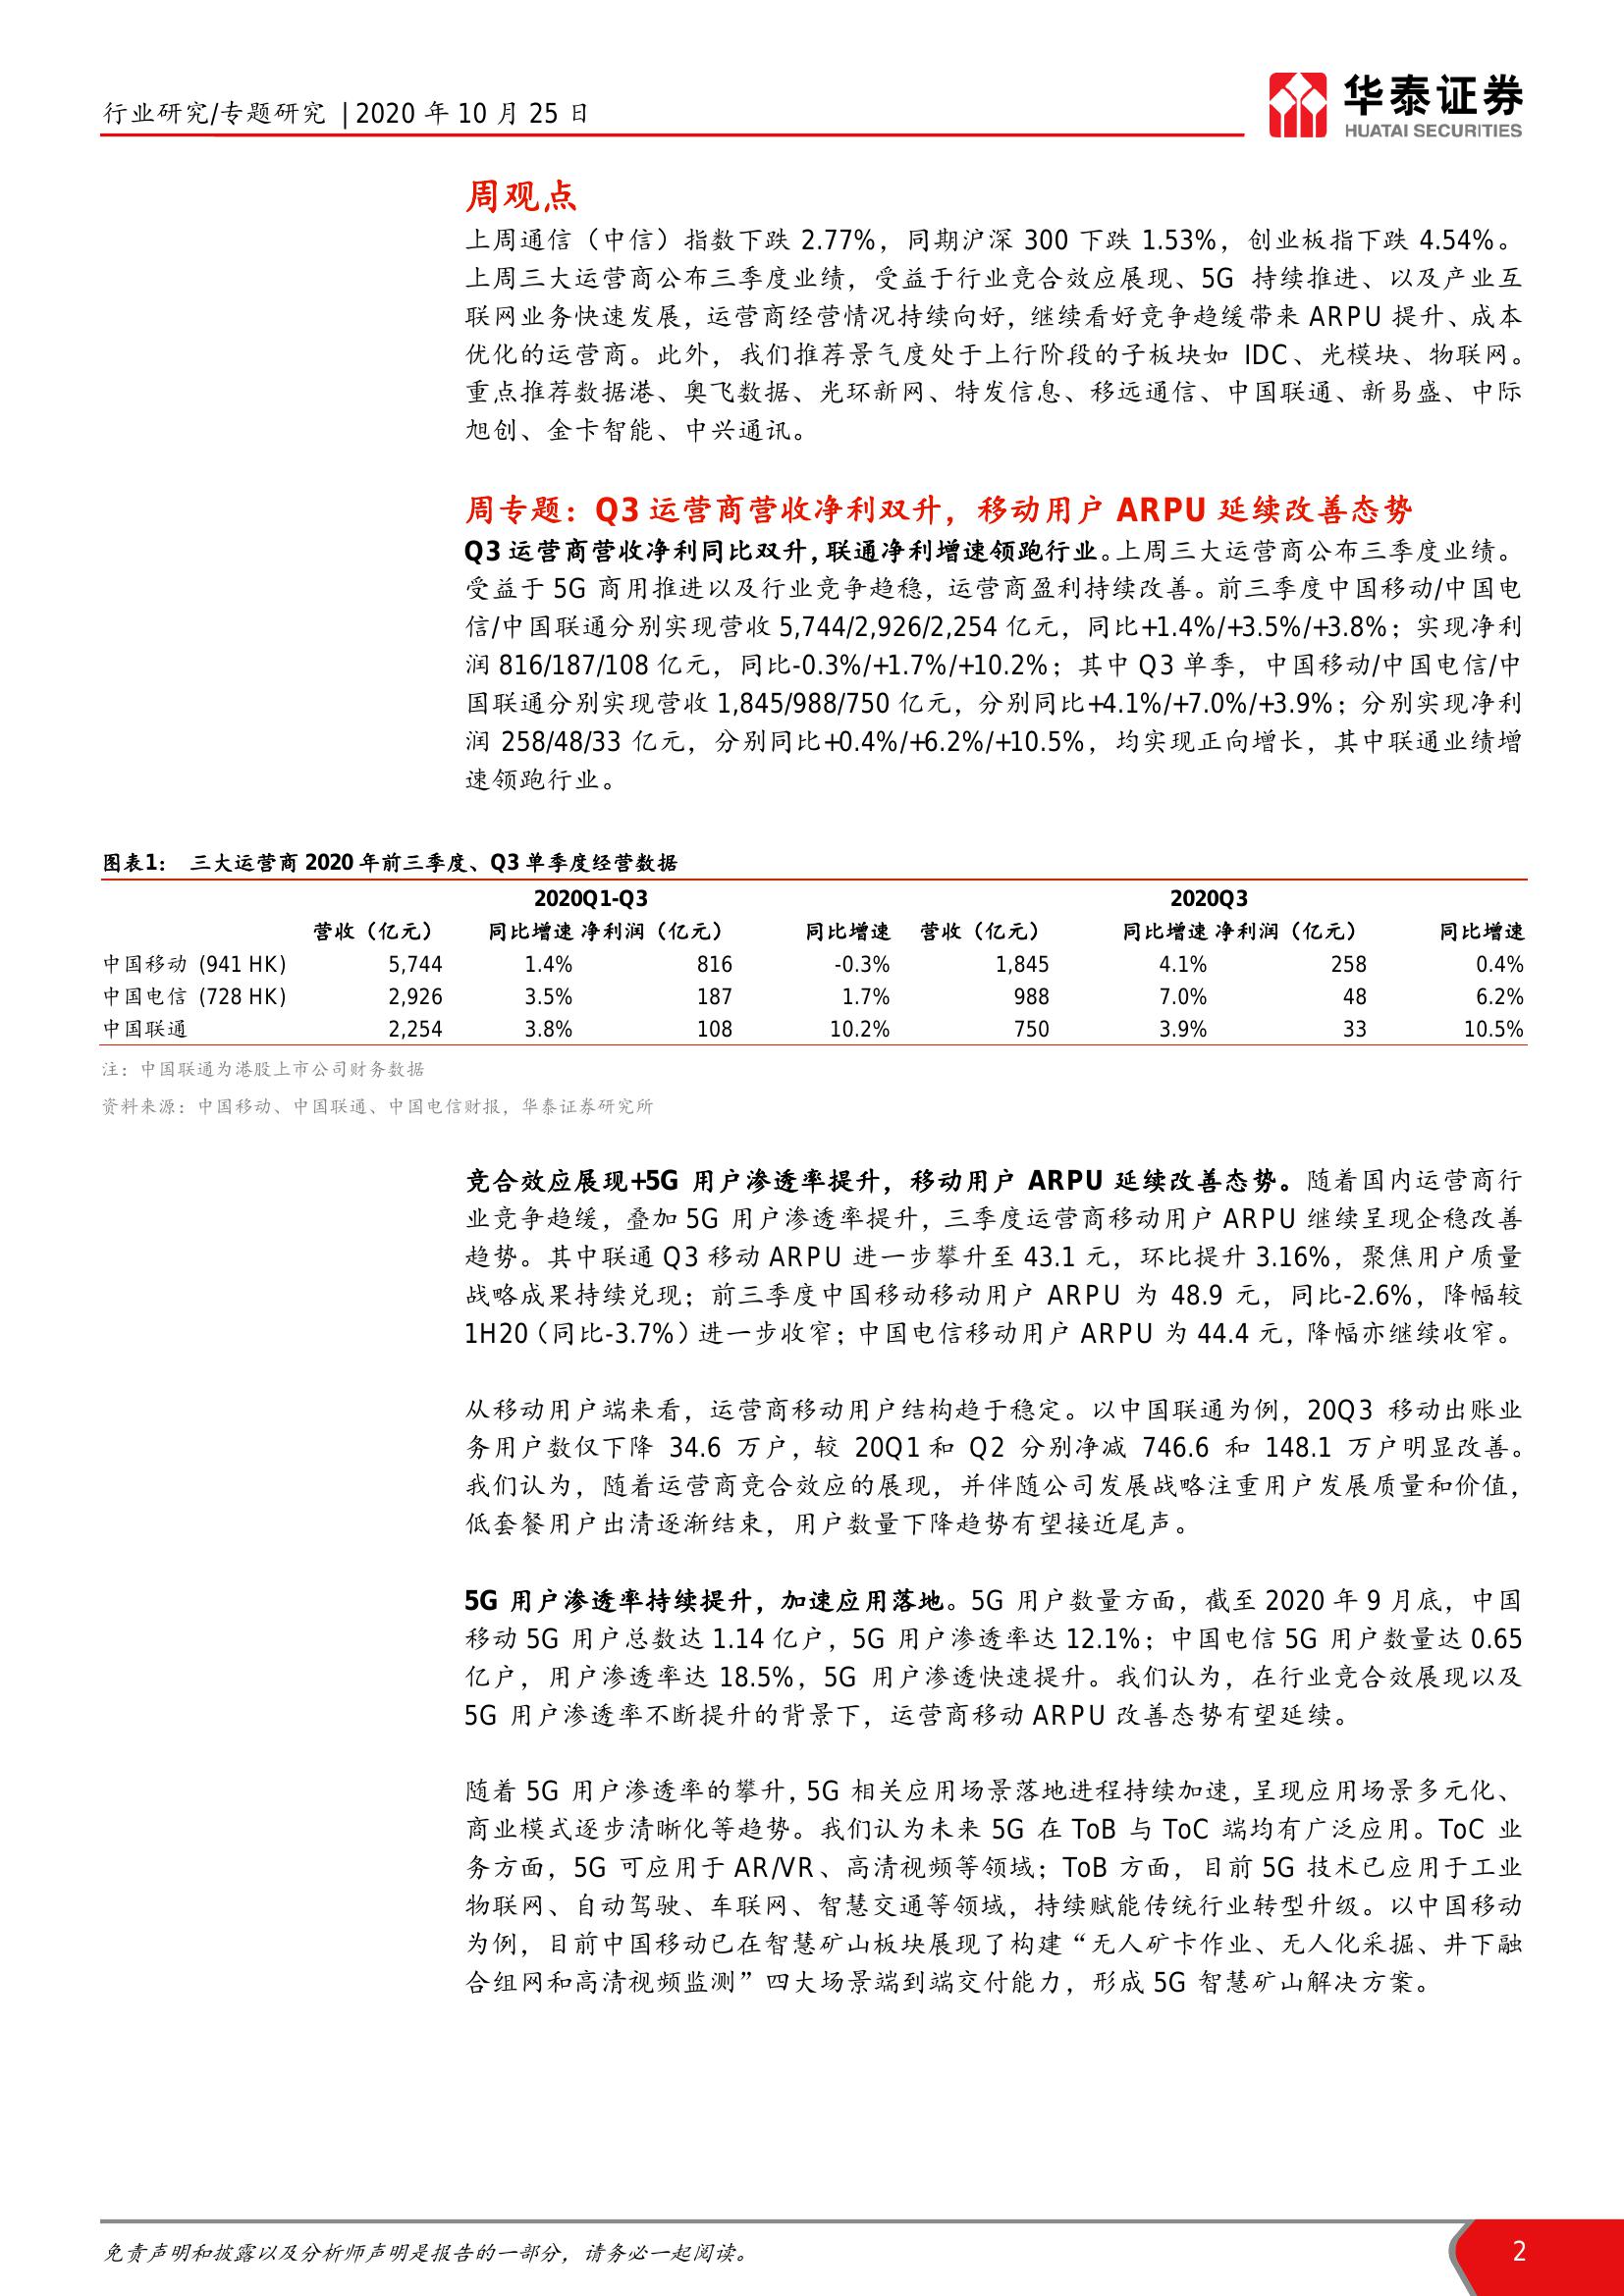 行业研究/专题研究 | 2020 年 10 月 25 日
华泰证券
HUATAI SECURITIES
周观点
上周通信（中信）指数下跌 2.77%，同期沪深 300 下跌 1.53%，创业板指下跌 4.54%。
上周三大运营商公布三季度业绩，受益于行业竞合效应展现、5G 持续推进、以及产业互
联网业务快速发展，运营商经营情况持续向好，继续看好竞争趋缓带来 ARPU 提升、成本
优化的运营商。此外，我们推荐景气度处于上行阶段的子板块如 IDC、光模块、物联网。
重点推荐数据港、奥飞数据、光环新网、特发信息、移远通信、中国联通、新易盛、中际
旭创、金卡智能、中兴通讯。
周专题：Q3 运营商营收净利双升，移动用户 ARPU 延续改善态势
Q3 运营商营收净利同比双升，联通净利增速领跑行业。上周三大运营商公布三季度业绩。
受益于 5G 商用推进以及行业竞争趋稳，运营商盈利持续改善。前三季度中国移动/中国电
信/中国联通分别实现营收 5,744/2,926/2,254 亿元，同比+1.4%/+3.5%/+3.8%；实现净利
润 816/187/108 亿元，同比-0.3%/+1.7%/+10.2%；其中 Q3 单季，中国移动/中国电信/中
国联通分别实现营收 1,845/988/750 亿元，分别同比+4.1%/+7.0%/+3.9%；分别实现净利
润 258/48/33 亿元，分别同比+0.4%/+6.2%/+10.5%，均实现正向增长，其中联通业绩增
速领跑行业。
图表1： 三大运营商 2020 年前三季度、Q3 单季度经营数据
2020Q1-Q3 2020Q3
营收（亿元） 同比增速 净利润（亿元） 同比增速 营收（亿元） 同比增速 净利润（亿元） 同比增速
中国移动 (941 HK) 5,744 1.4% 816 -0.3% 1,845 4.1% 258 0.4%
中国电信 (728 HK) 2,926 3.5% 187 1.7% 988 7.0% 48 6.2%
中国联通 2,254 3.8% 108 10.2% 750 3.9% 33 10.5%
注：中国联通为港股上市公司财务数据
资料来源：中国移动、中国联通、中国电信财报，华泰证券研究所
竞合效应展现+5G 用户渗透率提升，移动用户 ARPU 延续改善态势。随着国内运营商行
业竞争趋缓，叠加 5G 用户渗透率提升，三季度运营商移动用户 ARPU 继续呈现企稳改善
趋势。其中联通 Q3 移动 ARPU 进一步攀升至 43.1 元，环比提升 3.16%，聚焦用户质量
战略成果持续兑现；前三季度中国移动移动用户 ARPU 为 48.9 元，同比-2.6%，降幅较
1H20（同比-3.7%）进一步收窄；中国电信移动用户 ARPU 为 44.4 元，降幅亦继续收窄。
从移动用户端来看，运营商移动用户结构趋于稳定。以中国联通为例，20Q3 移动出账业
务用户数仅下降 34.6 万户，较 20Q1 和 Q2 分别净减 746.6 和 148.1 万户明显改善。
我们认为，随着运营商竞合效应的展现，并伴随公司发展战略注重用户发展质量和价值，
低套餐用户出清逐渐结束，用户数量下降趋势有望接近尾声。
5G 用户渗透率持续提升，加速应用落地。5G 用户数量方面，截至 2020 年 9 月底，中国
移动 5G 用户总数达 1.14 亿户，5G 用户渗透率达 12.1%；中国电信 5G 用户数量达 0.65
亿户，用户渗透率达 18.5%，5G 用户渗透快速提升。我们认为，在行业竞合效展现以及
5G 用户渗透率不断提升的背景下，运营商移动 ARPU 改善态势有望延续。
随着 5G 用户渗透率的攀升，5G 相关应用场景落地进程持续加速，呈现应用场景多元化、
商业模式逐步清晰化等趋势。我们认为未来 5G 在 ToB 与 ToC 端均有广泛应用。ToC 业
务方面，5G 可应用于 AR/VR、高清视频等领域；ToB 方面，目前 5G 技术已应用于工业
物联网、自动驾驶、车联网、智慧交通等领域，持续赋能传统行业转型升级。以中国移动
为例，目前中国移动已在智慧矿山板块展现了构建“无人矿卡作业、无人化采掘、井下融
合组网和高清视频监测”四大场景端到端交付能力，形成 5G 智慧矿山解决方案。
免责声明和披露以及分析师声明是报告的一部分，请务必一起阅读。
2